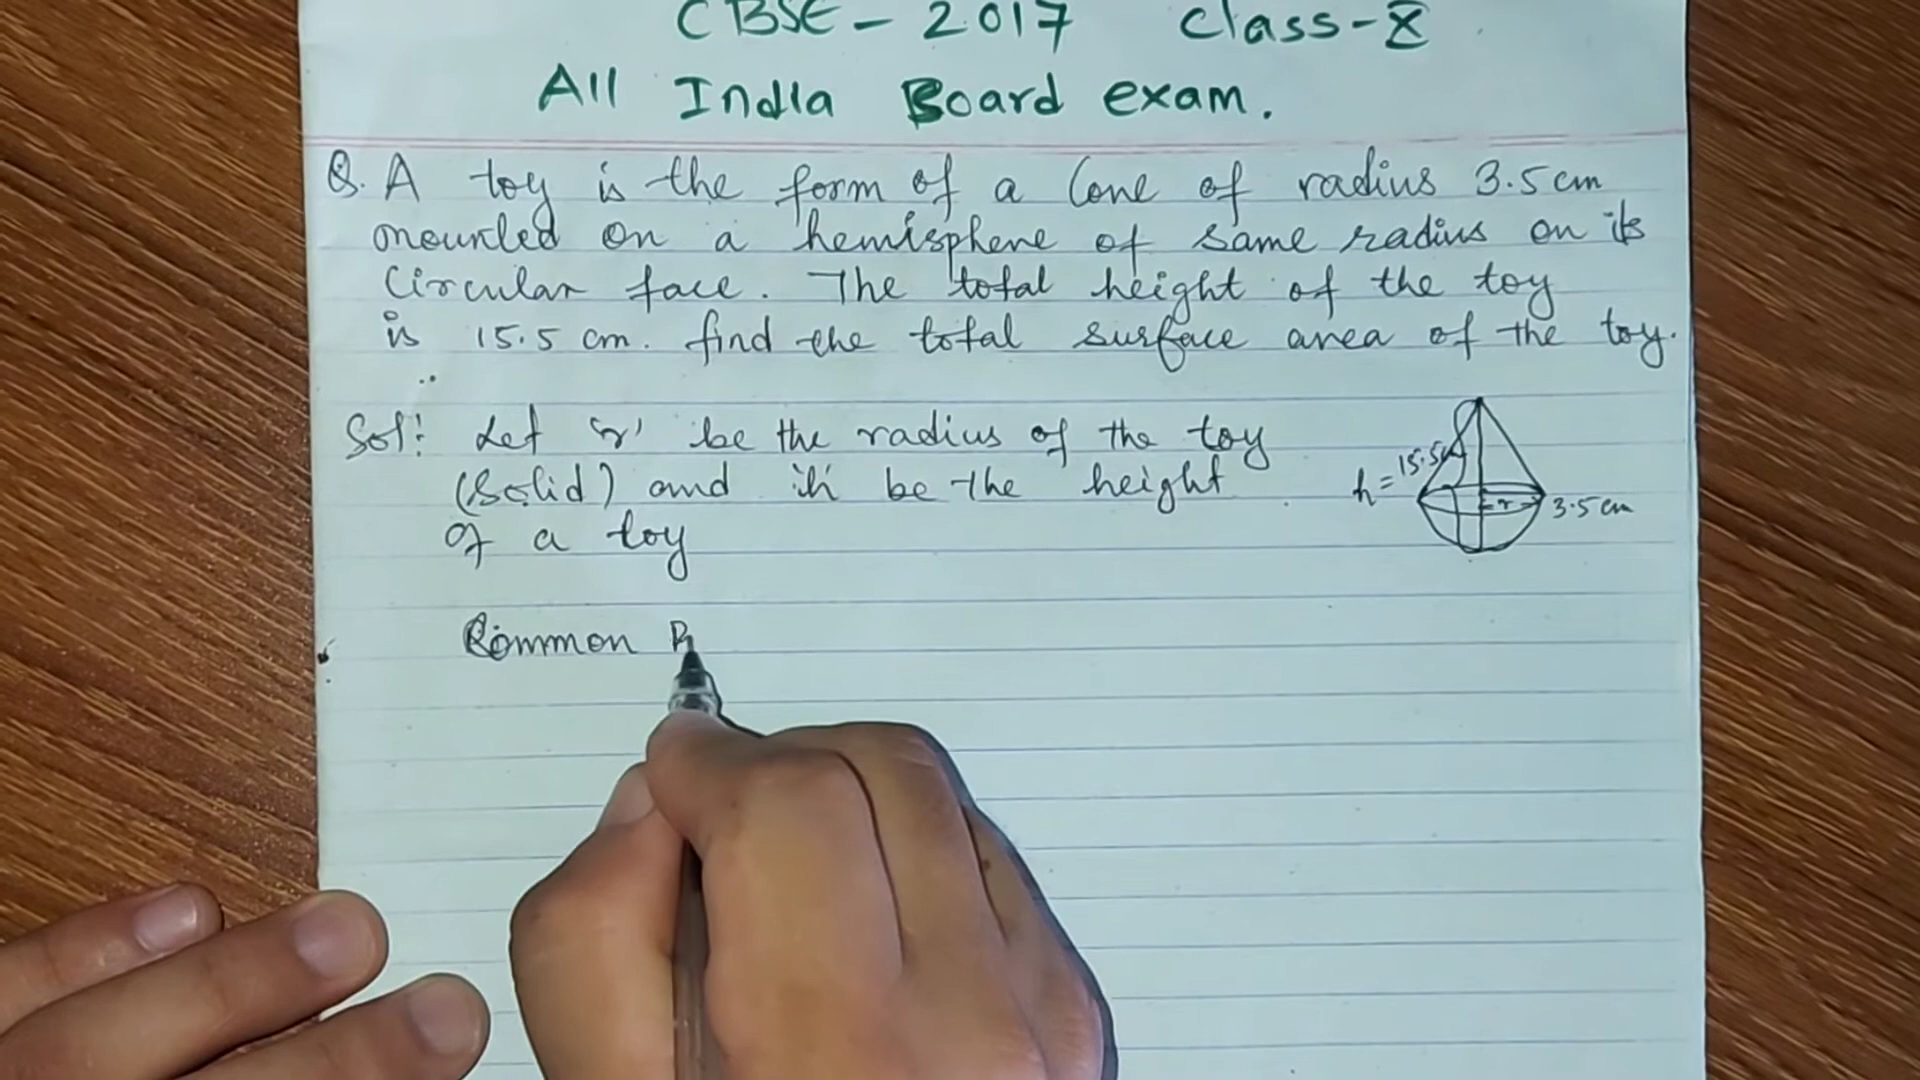 CBSE - 2017 Class-X
All India Board exam.
Q. A toy is the form of a Cone of radius 3.5 cm
mounted on a hemisphere of same radius on its
Circular face. The total height of the toy
is 15.5 cm. find the total surface area of the toy.
Sol: Let 'r' be the radius of the toy
(Solid) and 'h' be the height
of a toy
h = 15.5cm
r
3.5 cm
Common R